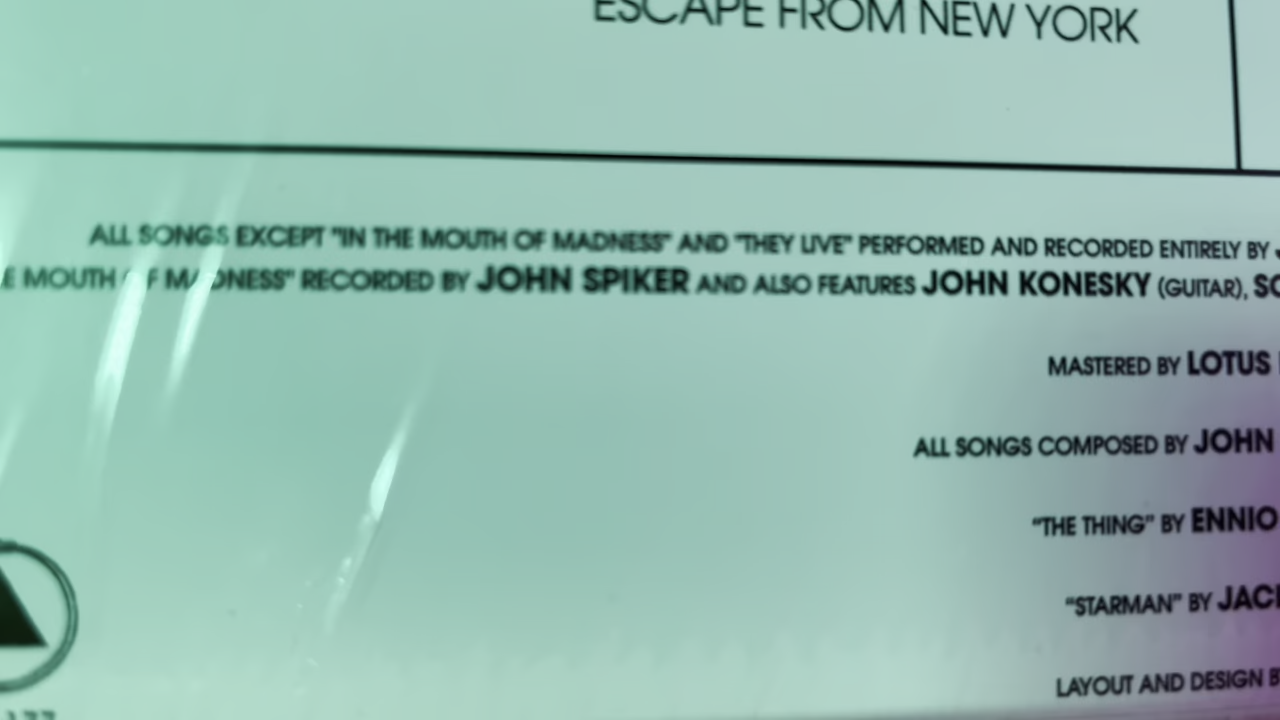 ESCAPE FROM NEW YORK
ALL SONGS EXCEPT "IN THE MOUTH OF MADNESS" AND "THEY LIVE" PERFORMED AND RECORDED ENTIRELY BY
MOUTH OF MADNESS" RECORDED BY JOHN SPIKER AND ALSO FEATURES JOHN KONESKY (GUITAR),
MASTERED BY LOTUS
ALL SONGS COMPOSED BY JOHN
"THE THING" BY ENNIO
"STARMAN" BY
LAYOUT AND DESIGN